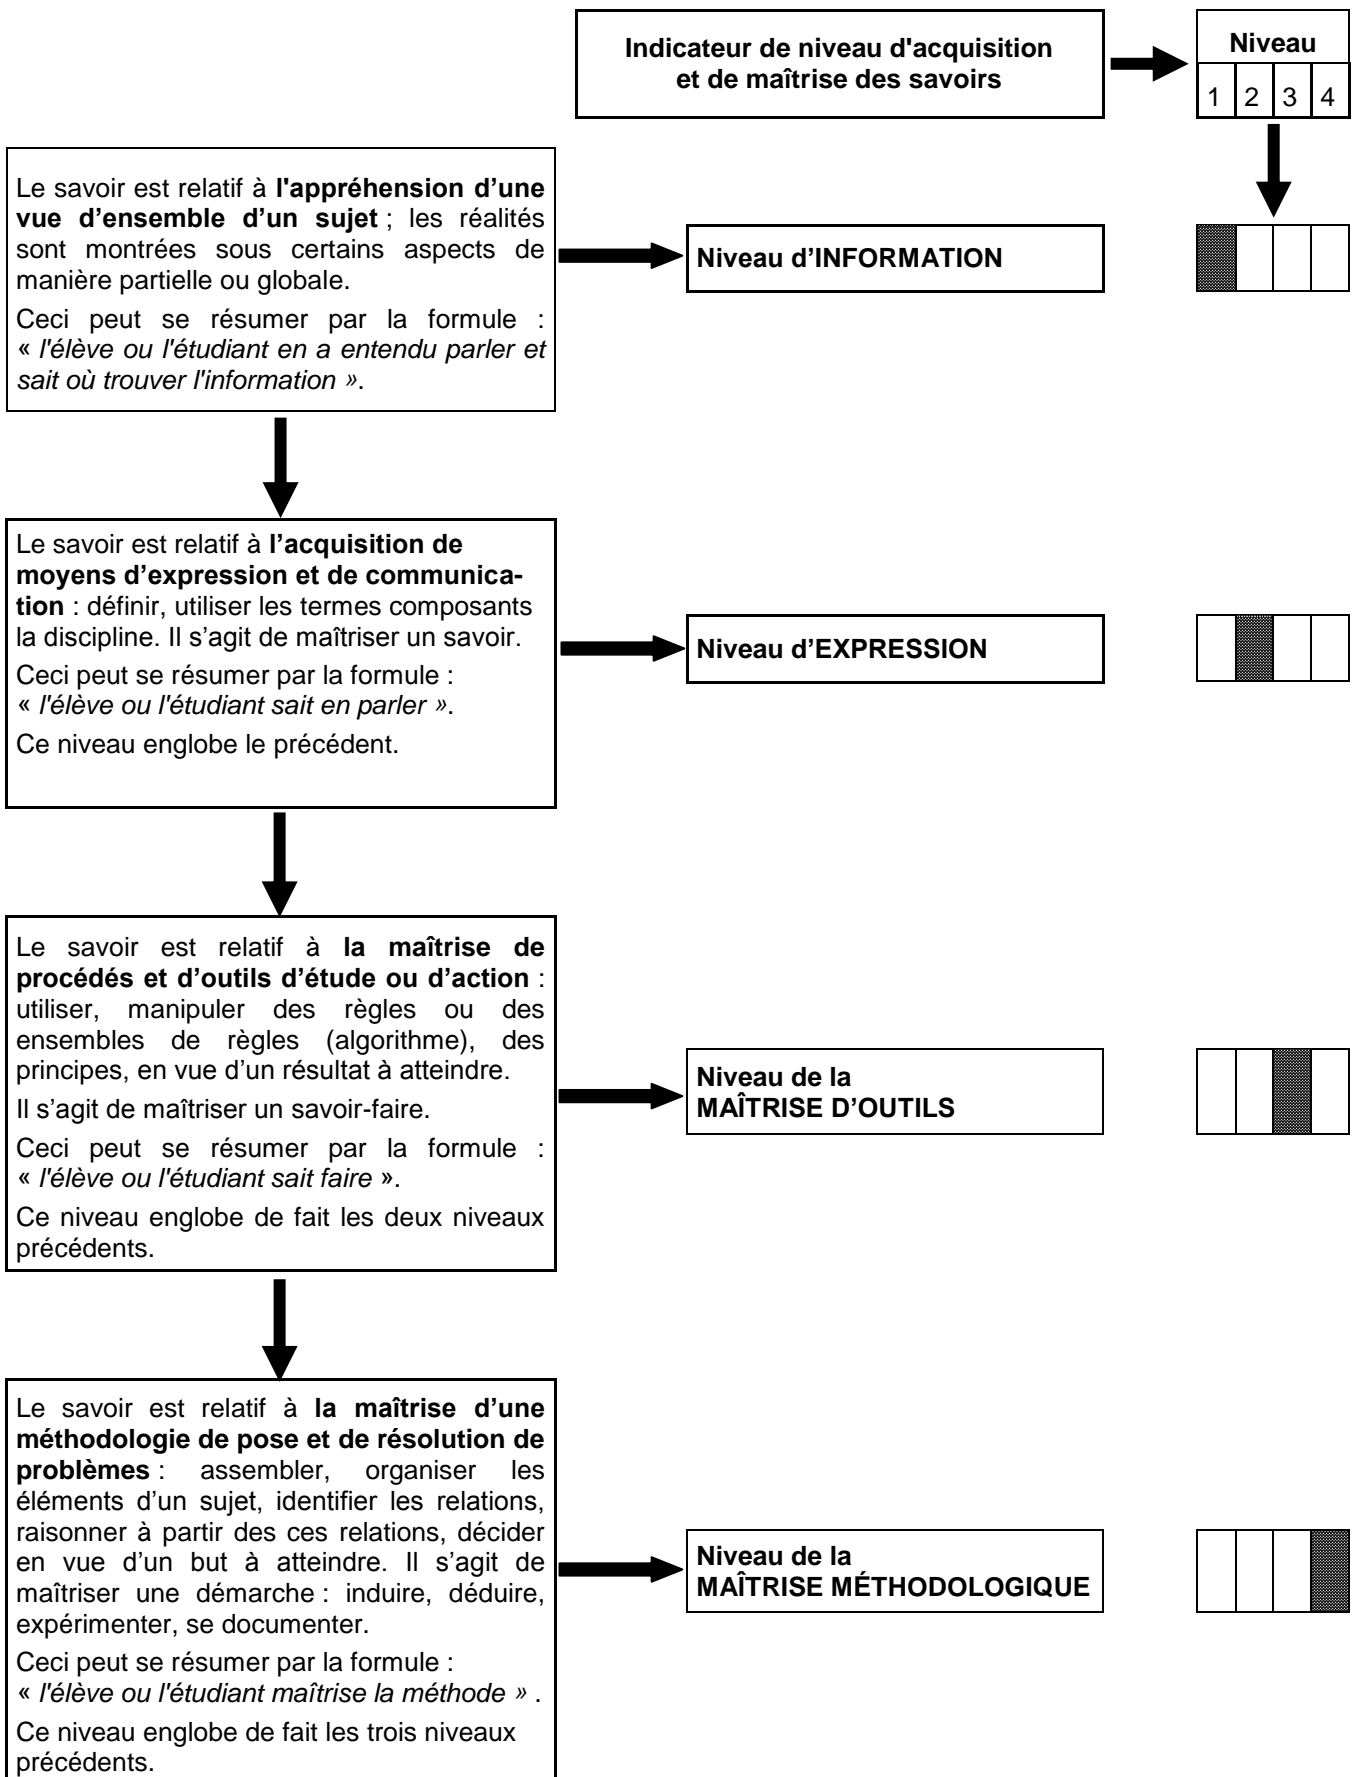 Indicateur de niveau d'acquisition
et de maîtrise des savoirs
Niveau
1 2 3 4
Le savoir est relatif à l'appréhension d’une
vue d’ensemble d’un sujet ; les réalités
sont montrées sous certains aspects de
manière partielle ou globale.
Ceci peut se résumer par la formule :
« l'élève ou l'étudiant en a entendu parler et
sait où trouver l'information ».
Niveau d’INFORMATION
Le savoir est relatif à l’acquisition de
moyens d’expression et de communica-
tion : définir, utiliser les termes composants
la discipline. Il s’agit de maîtriser un savoir.
Ceci peut se résumer par la formule :
« l'élève ou l'étudiant sait en parler ».
Ce niveau englobe le précédent.
Niveau d’EXPRESSION
Le savoir est relatif à la maîtrise de
procédés et d’outils d’étude ou d’action :
utiliser, manipuler des règles ou des
ensembles de règles (algorithme), des
principes, en vue d’un résultat à atteindre.
Il s’agit de maîtriser un savoir-faire.
Ceci peut se résumer par la formule :
« l'élève ou l'étudiant sait faire ».
Ce niveau englobe de fait les deux niveaux
précédents.
Niveau de la
MAÎTRISE D’OUTILS
Le savoir est relatif à la maîtrise d’une
méthodologie de pose et de résolution de
problèmes : assembler, organiser les
éléments d’un sujet, identifier les relations,
raisonner à partir des ces relations, décider
en vue d’un but à atteindre. Il s’agit de
maîtriser une démarche : induire, déduire,
expérimenter, se documenter.
Ceci peut se résumer par la formule :
« l'élève ou l'étudiant maîtrise la méthode » .
Ce niveau englobe de fait les trois niveaux
précédents.
Niveau de la
MAÎTRISE MÉTHODOLOGIQUE